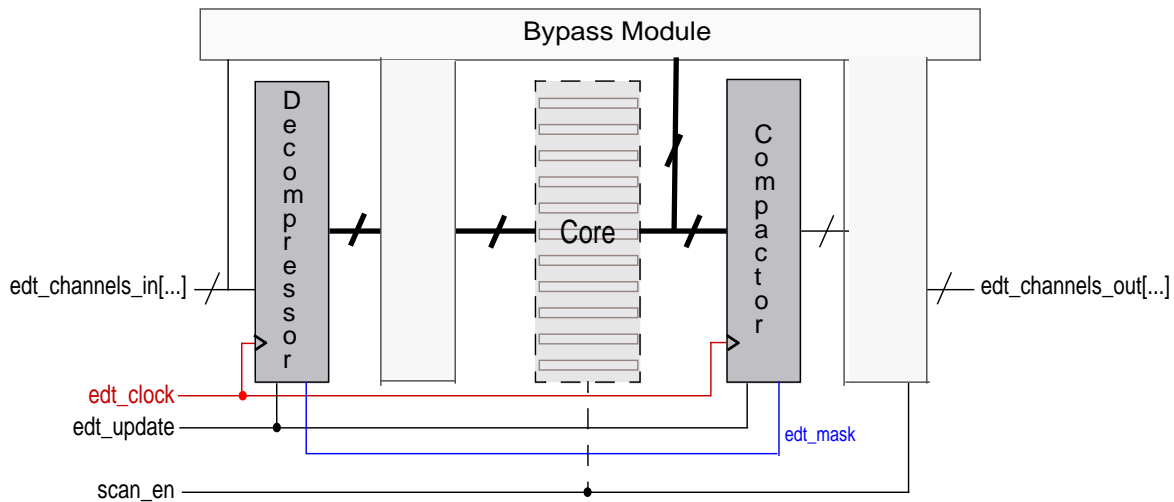 Bypass Module
Decompressor
Compactor
Core
edt_channels_in[...]
edt_channels_out[...]
edt_clock
edt_update
edt_mask
scan_en